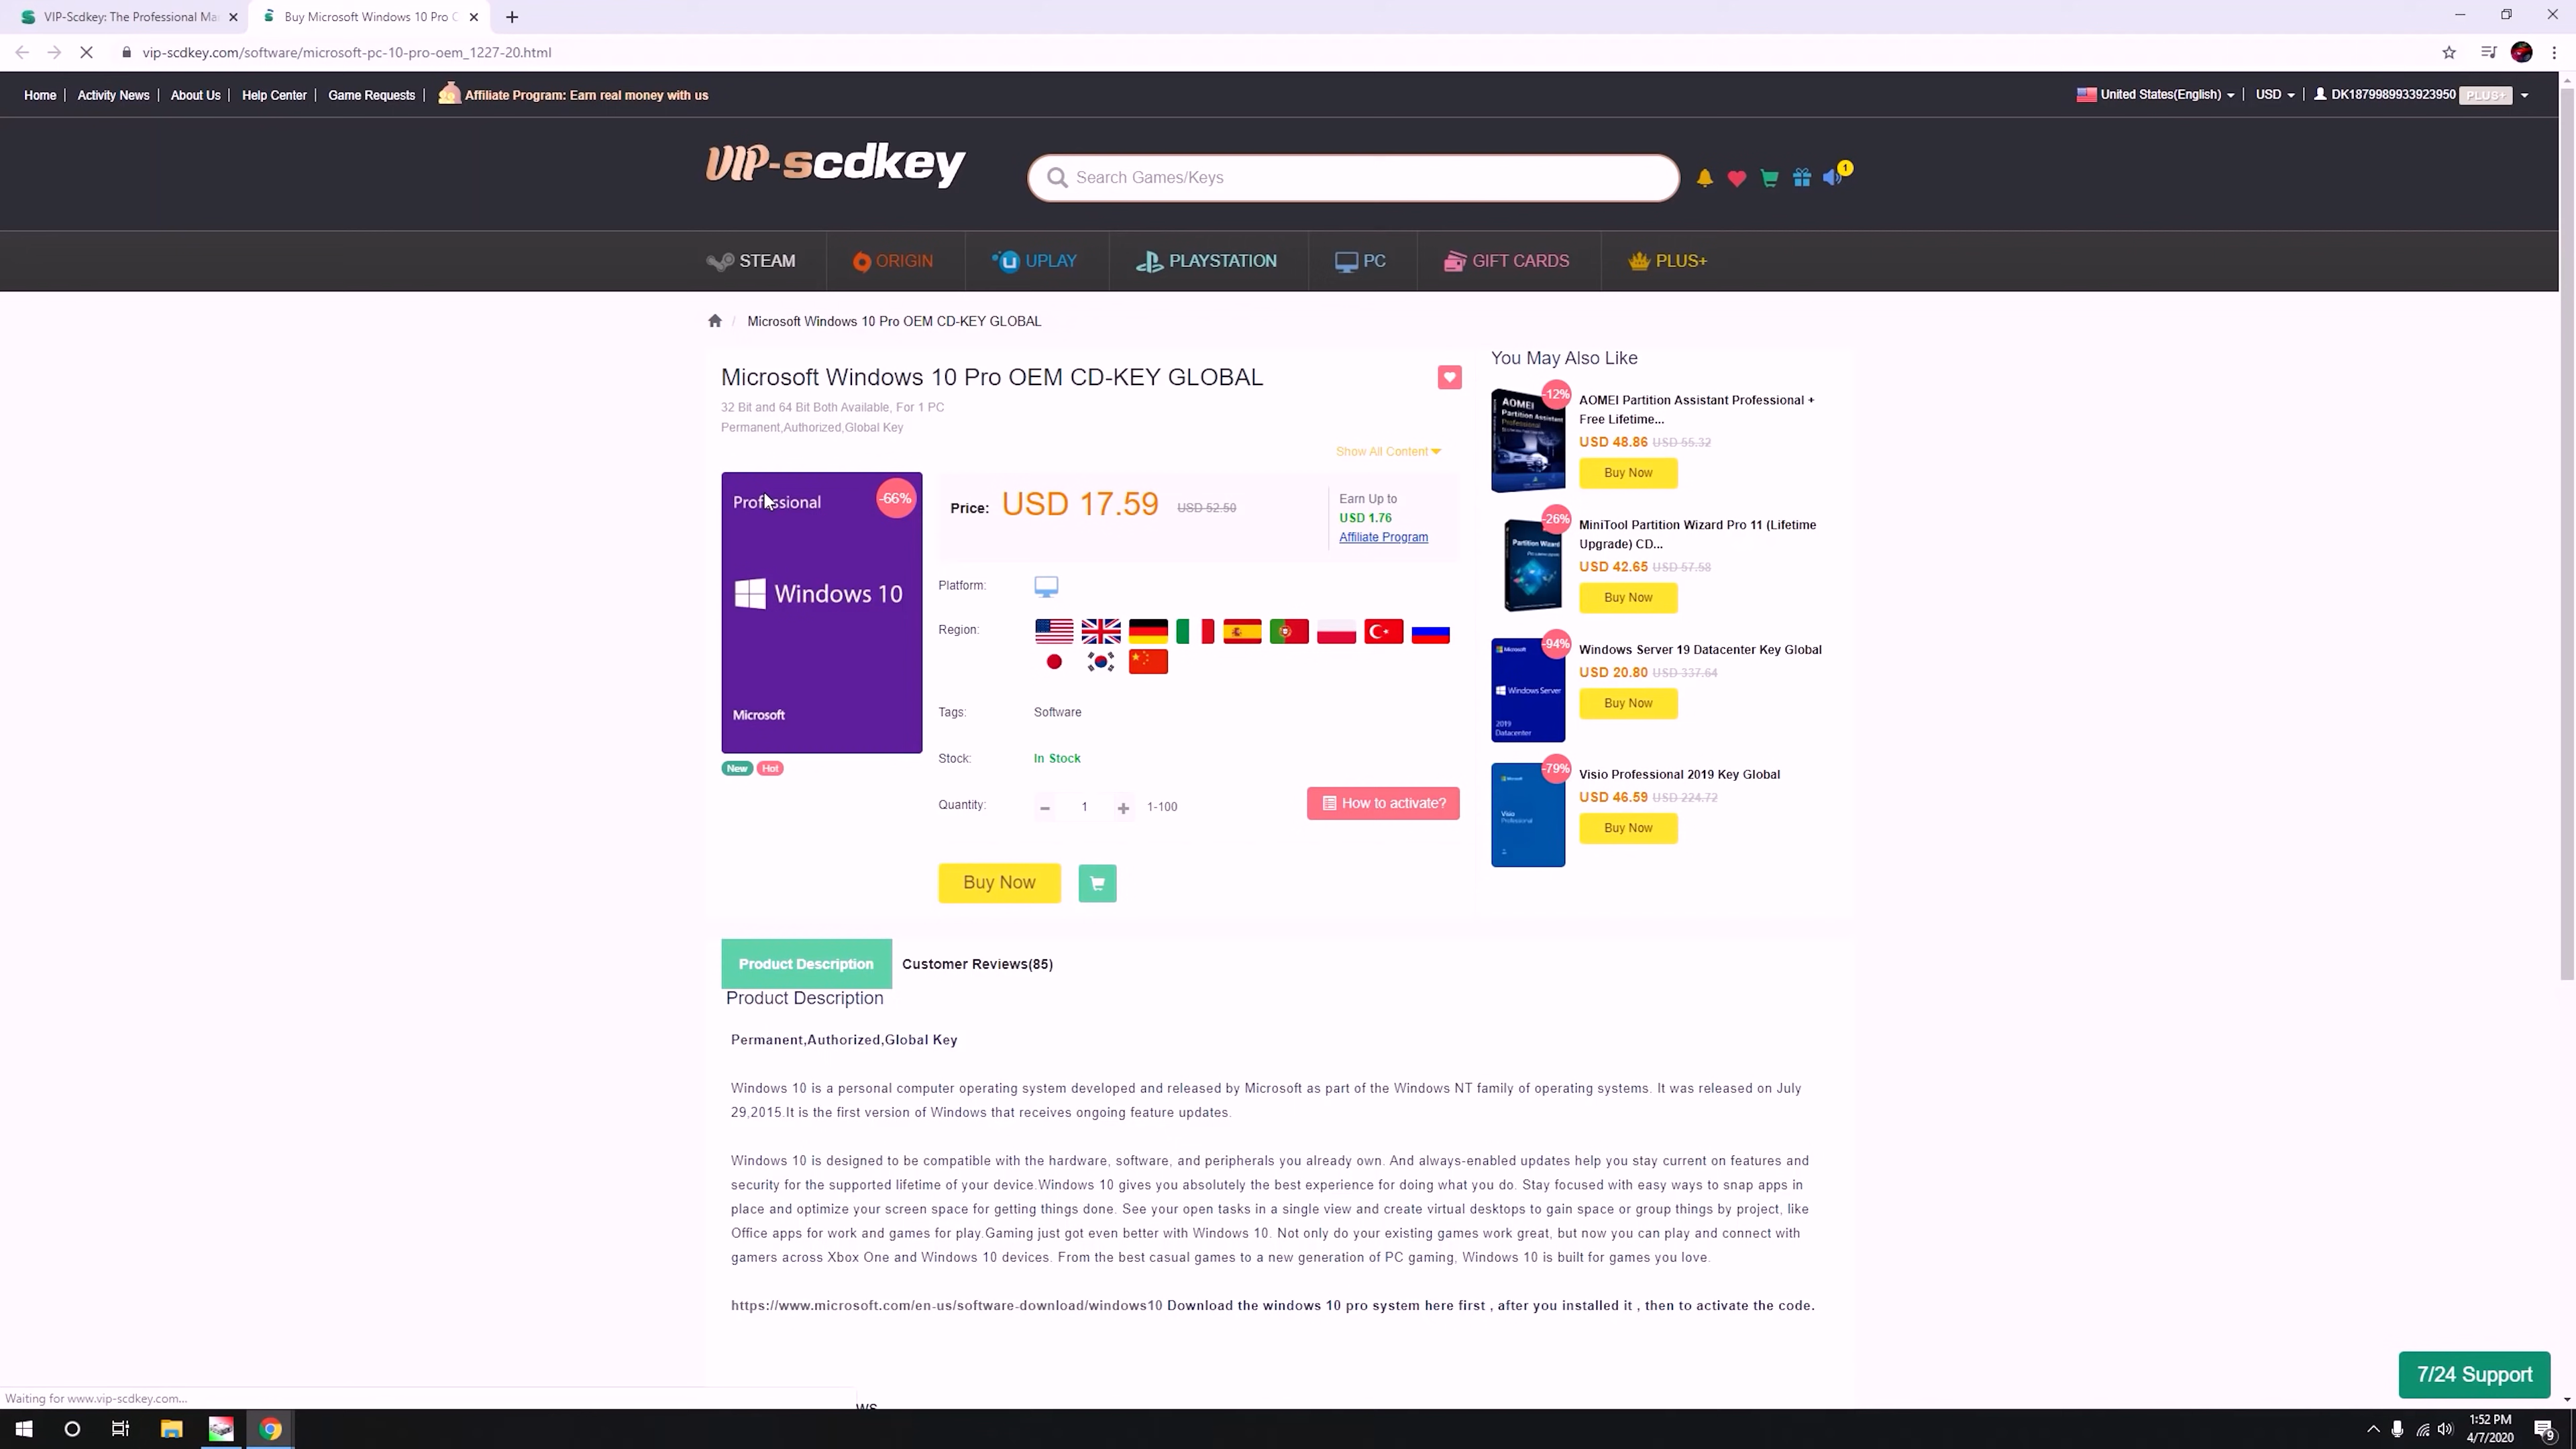 VIP-Scdkey: The Professional Ma
Buy Microsoft Windows 10 Pro C
vip-scdkey.com/software/microsoft-pc-10-pro-oem_1227-20.html
Home | Activity News | About Us | Help Center | Game Requests | Affiliate Program: Earn real money with us
United States(English) | USD | DK1879989933923950 PLUS+
VIP-scdkey
Search Games/Keys
1
STEAM ORIGIN UPLAY PLAYSTATION PC GIFT CARDS PLUS+
/ Microsoft Windows 10 Pro OEM CD-KEY GLOBAL
Microsoft Windows 10 Pro OEM CD-KEY GLOBAL
32 Bit and 64 Bit Both Available, For 1 PC
Permanent,Authorized,Global Key
Show All Content
Professional
-66%
Windows 10
Microsoft
New Hot
Price: USD 17.59 USD 52.50
Earn Up to
USD 1.76
Affiliate Program
Platform:
Region:
Tags: Software
Stock: In Stock
Quantity: 1 1-100
How to activate?
Buy Now
You May Also Like
AOMEI
Partition Assistant
Professional
-12%
AOMEI Partition Assistant Professional +
Free Lifetime...
USD 48.86 USD 55.32
Buy Now
Partition Wizard
-26%
MiniTool Partition Wizard Pro 11 (Lifetime
Upgrade) CD...
USD 42.65 USD 57.58
Buy Now
Microsoft
Windows Server
2019
Datacenter
-94%
Windows Server 19 Datacenter Key Global
USD 20.80 USD 337.64
Buy Now
Microsoft
Visio
Professional
-79%
Visio Professional 2019 Key Global
USD 46.59 USD 224.72
Buy Now
Product Description Customer Reviews(85)
Product Description
Permanent,Authorized,Global Key
Windows 10 is a personal computer operating system developed and released by Microsoft as part of the Windows NT family of operating systems. It was released on July
29,2015.It is the first version of Windows that receives ongoing feature updates.
Windows 10 is designed to be compatible with the hardware, software, and peripherals you already own. And always-enabled updates help you stay current on features and
security for the supported lifetime of your device.Windows 10 gives you absolutely the best experience for doing what you do. Stay focused with easy ways to snap apps in
place and optimize your screen space for getting things done. See your open tasks in a single view and create virtual desktops to gain space or group things by project, like
Office apps for work and games for play.Gaming just got even better with Windows 10. Not only do your existing games work great, but now you can play and connect with
gamers across Xbox One and Windows 10 devices. From the best casual games to a new generation of PC gaming, Windows 10 is built for games you love.
https://www.microsoft.com/en-us/software-download/windows10 Download the windows 10 pro system here first , after you installed it , then to activate the code.
7/24 Support
Waiting for www.vip-scdkey.com...
1:52 PM
4/7/2020
9